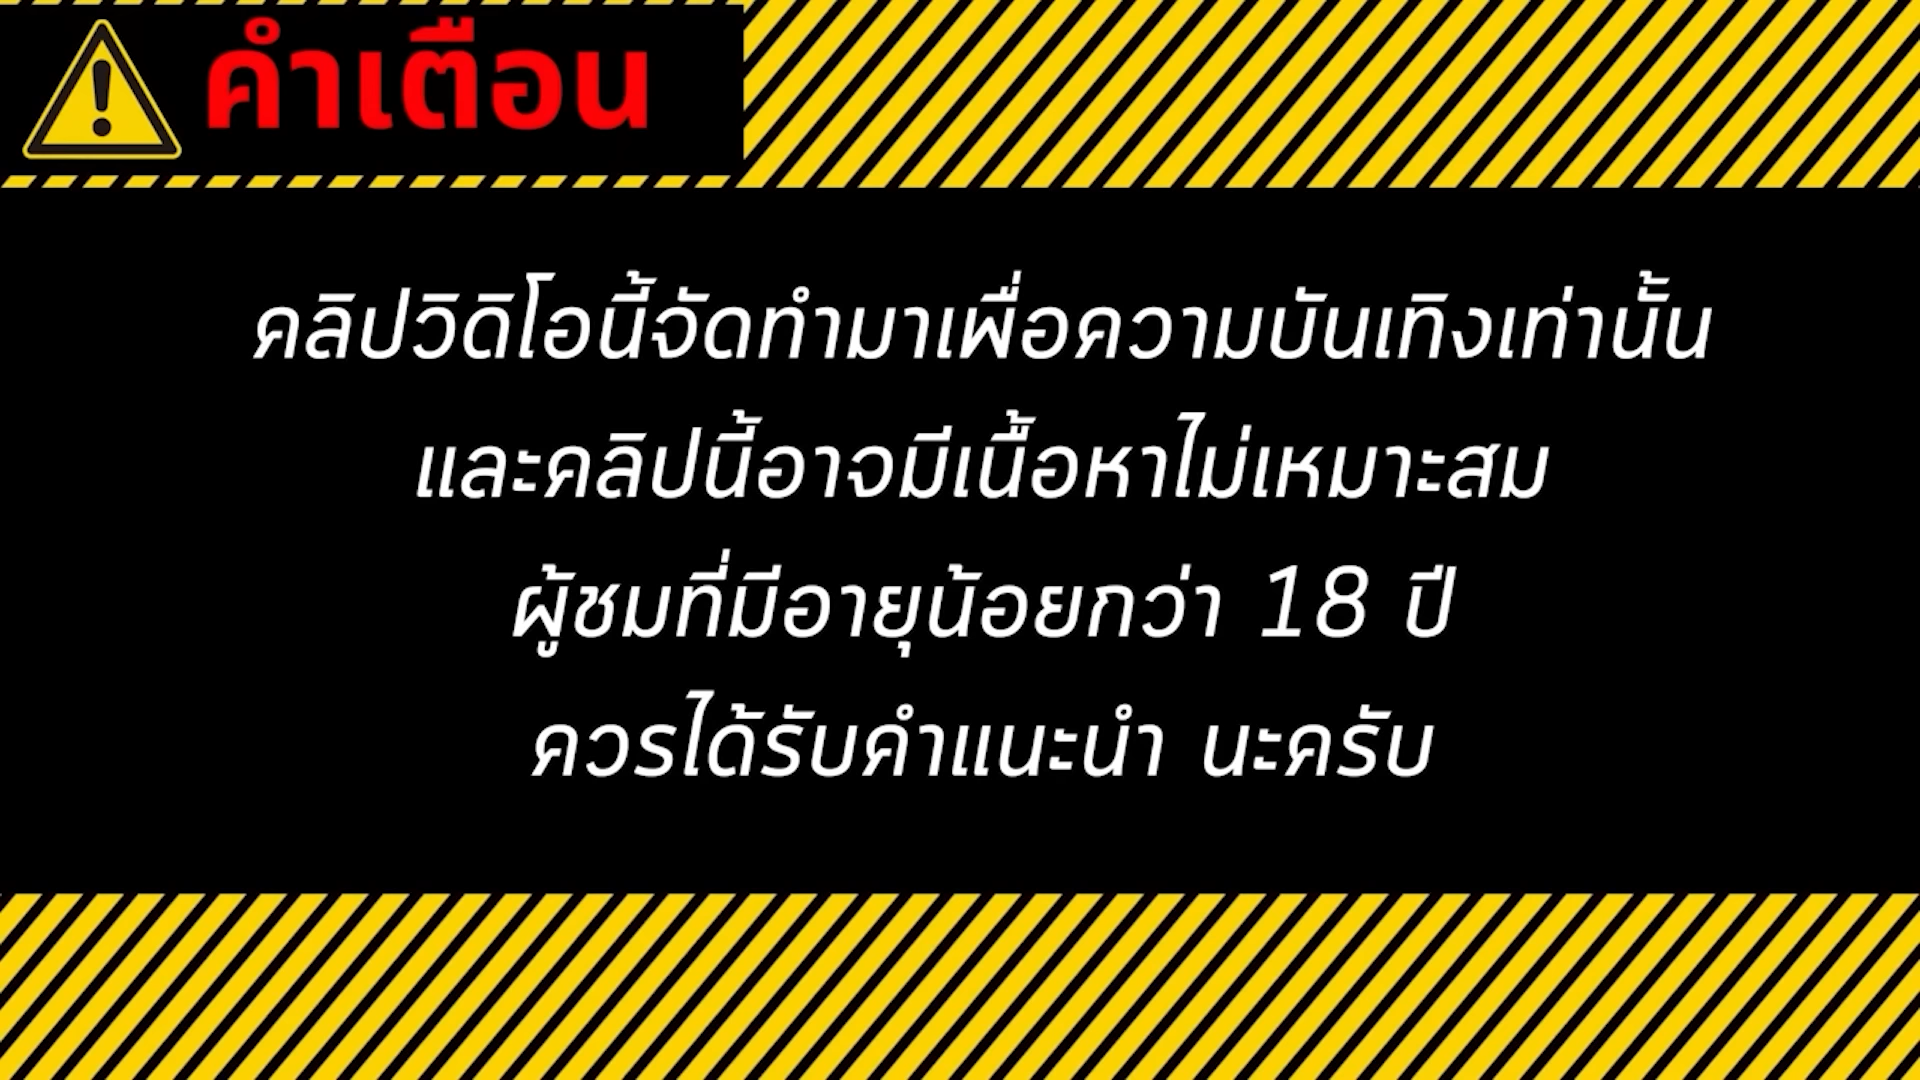 คำเตือน
คลิปวิดิโอนี้จัดทำมาเพื่อความบันเทิงเท่านั้น
และคลิปนี้อาจมีเนื้อหาไม่เหมาะสม
ผู้ชมที่มีอายุน้อยกว่า 18 ปี
ควรได้รับคำแนะนำ นะครับ